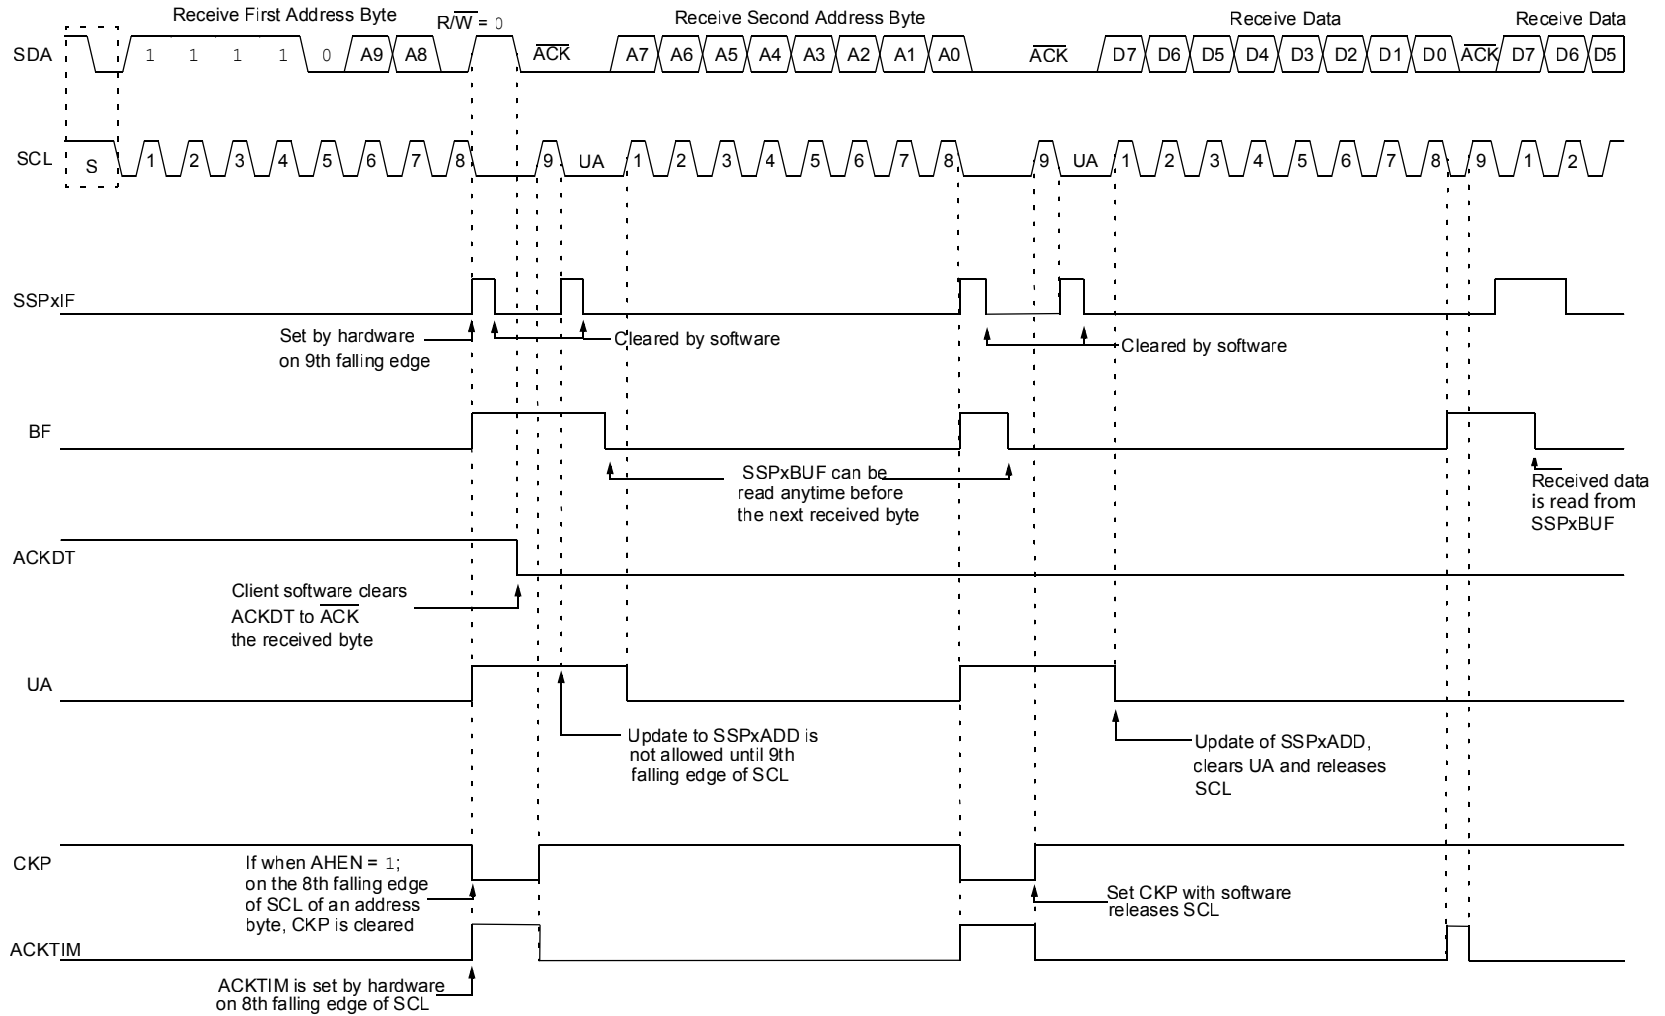 Receive First Address Byte
R/W = 0
Receive Second Address Byte
Receive Data
Receive Data
SDA
1 1 1 1 0 A9 A8
ACK
A7 A6 A5 A4 A3 A2 A1 A0
ACK
D7 D6 D5 D4 D3 D2 D1 D0
ACK
D7 D6 D5
SCL
S
1 2 3 4 5 6 7 8 9
UA
1 2 3 4 5 6 7 8 9
UA
1 2 3 4 5 6 7 8 9
1 2
SSPxIF
Set by hardware
on 9th falling edge
Cleared by software
Cleared by software
BF
SSPxBUF can be
read anytime before
the next received byte
Received data
is read from
SSPxBUF
ACKDT
Client software clears
ACKDT to ACK
the received byte
UA
Update to SSPxADD is
not allowed until 9th
falling edge of SCL
Update of SSPxADD,
clears UA and releases
SCL
CKP
If when AHEN = 1;
on the 8th falling edge
of SCL of an address
byte, CKP is cleared
Set CKP with software
releases SCL
ACKTIM
ACKTIM is set by hardware
on 8th falling edge of SCL